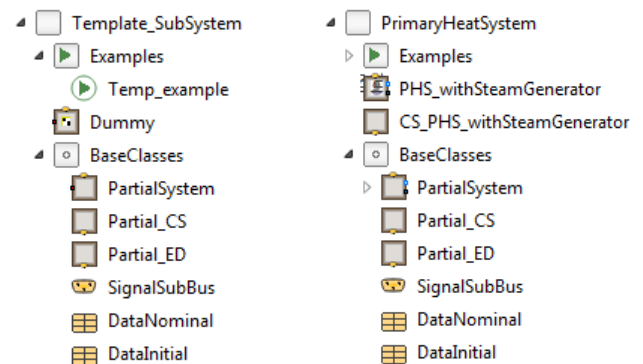 Template_SubSystem
Examples
Temp_example
Dummy
BaseClasses
PartialSystem
Partial_CS
Partial_ED
SignalSubBus
DataNominal
DataInitial
PrimaryHeatSystem
Examples
PHS_withSteamGenerator
CS_PHS_withSteamGenerator
BaseClasses
PartialSystem
Partial_CS
Partial_ED
SignalSubBus
DataNominal
DataInitial